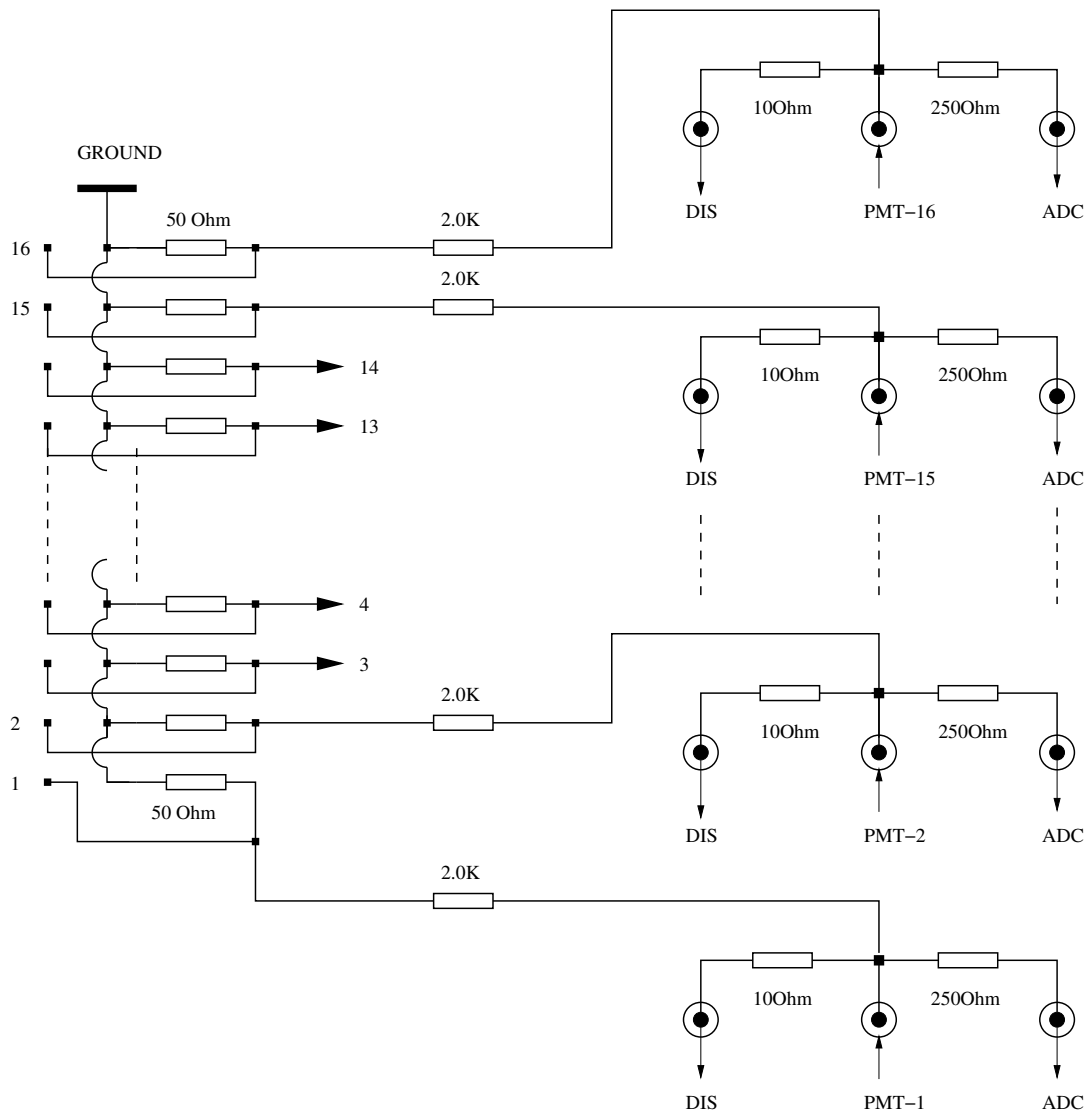 10Ohm
250Ohm
GROUND
50 Ohm
2.0K
DIS
PMT-16
ADC
16
2.0K
15
10Ohm
250Ohm
14
13
DIS
PMT-15
ADC
4
3
2.0K
2
10Ohm
250Ohm
1
50 Ohm
DIS
PMT-2
ADC
2.0K
10Ohm
250Ohm
DIS
PMT-1
ADC